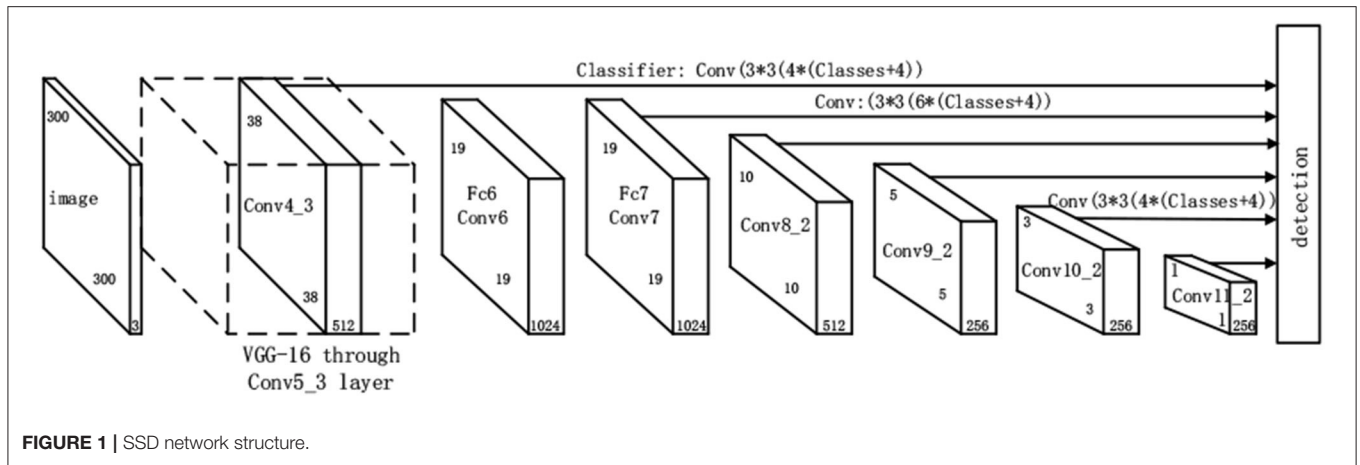 Classifier: Conv(3*3(4*(Classes+4))
Conv:(3*3(6*(Classes+4))
300
image
300
3
38
Conv4_3
38
512
VGG-16 through
Conv5_3 layer
19
Fc6
Conv6
19
1024
19
Fc7
Conv7
19
1024
10
Conv8_2
10
512
5
Conv9_2
5
256
Conv(3*3(4*(Classes+4))
3
Conv10_2
3
256
1
Conv11_2
1
256
detection
FIGURE 1 | SSD network structure.